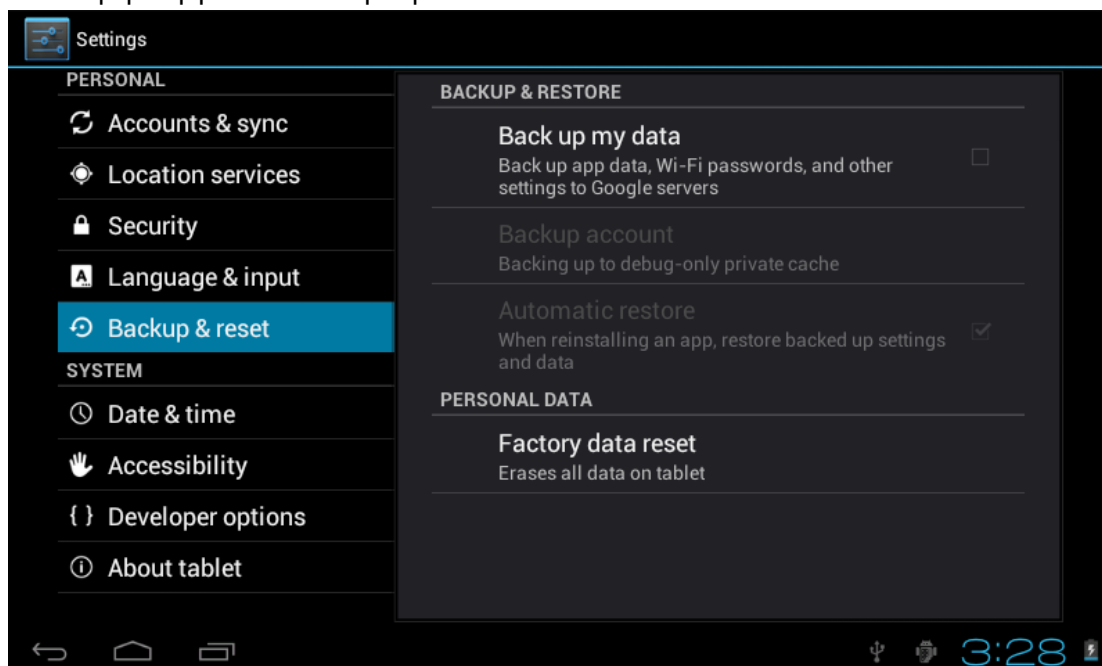 Settings
PERSONAL
Accounts & sync
Location services
Security
Language & input
Backup & reset
SYSTEM
Date & time
Accessibility
Developer options
About tablet
BACKUP & RESTORE
Back up my data
Back up app data, Wi-Fi passwords, and other
settings to Google servers
Backup account
Backing up to debug-only private cache
Automatic restore
When reinstalling an app, restore backed up settings
and data
PERSONAL DATA
Factory data reset
Erases all data on tablet
3:28